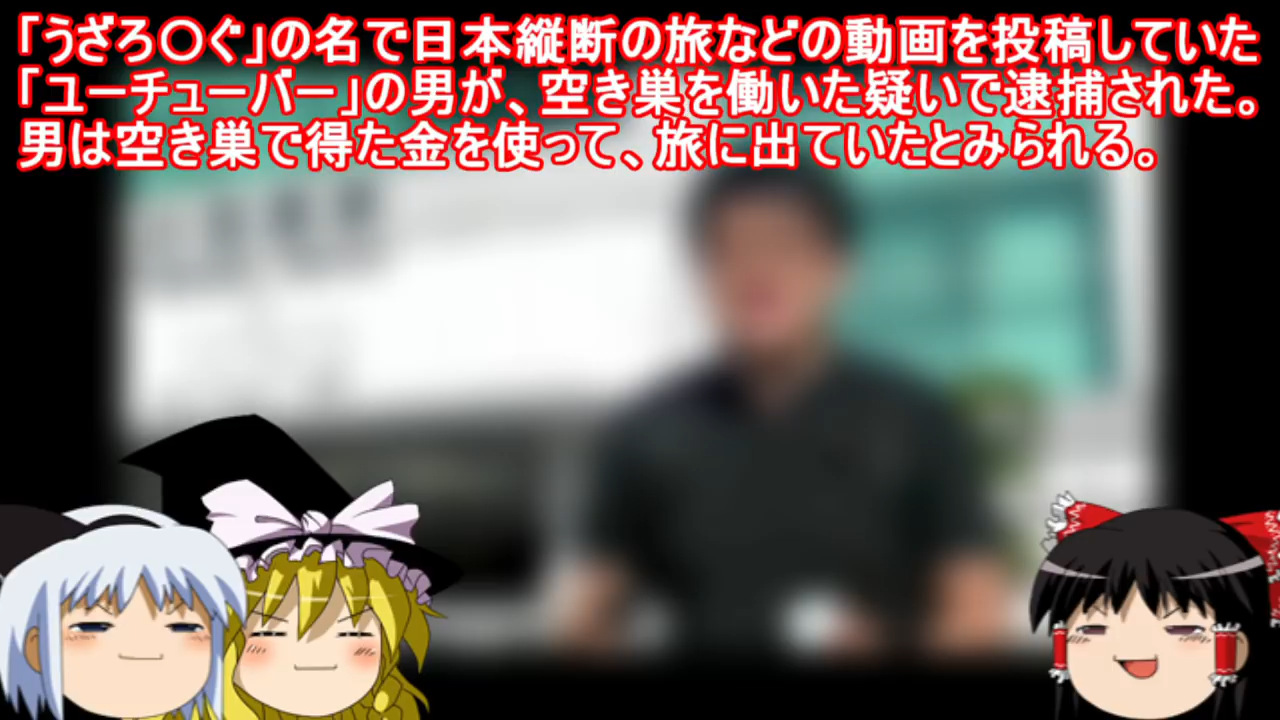 「うざろ〇ぐ」の名で日本縦断の旅などの動画を投稿していた
「ユーチューバー」の男が、空き巣を働いた疑いで逮捕された。
男は空き巣で得た金を使って、旅に出ていたとみられる。